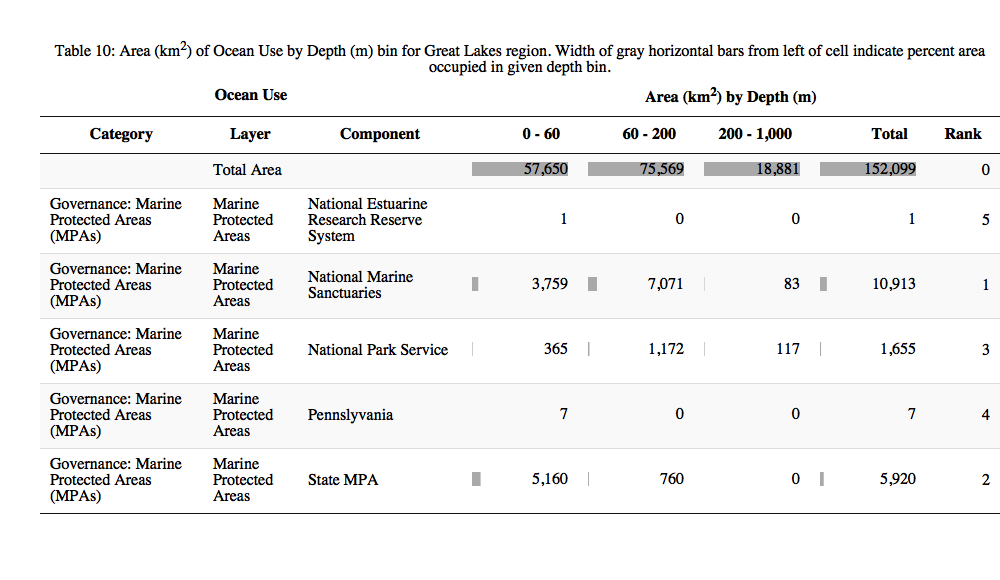 Table 10: Area (km2) of Ocean Use by Depth (m) bin for Great Lakes region. Width of gray horizontal bars from left of cell indicate percent area
occupied in given depth bin.
Ocean Use Area (km2) by Depth (m)
Category Layer Component 0 - 60 60 - 200 200 - 1,000 Total Rank
Total Area 57,650 75,569 18,881 152,099 0
Governance: Marine Marine National Estuarine
Protected Areas Protected Research Reserve 1 0 0 1 5
(MPAs) Areas System
Governance: Marine Marine National Marine
Protected Areas Protected Sanctuaries 3,759 7,071 83 10,913 1
(MPAs) Areas
Governance: Marine Marine
Protected Areas Protected National Park Service 365 1,172 117 1,655 3
(MPAs) Areas
Governance: Marine Marine
Protected Areas Protected Pennslyvania 7 0 0 7 4
(MPAs) Areas
Governance: Marine Marine
Protected Areas Protected State MPA 5,160 760 0 5,920 2
(MPAs) Areas